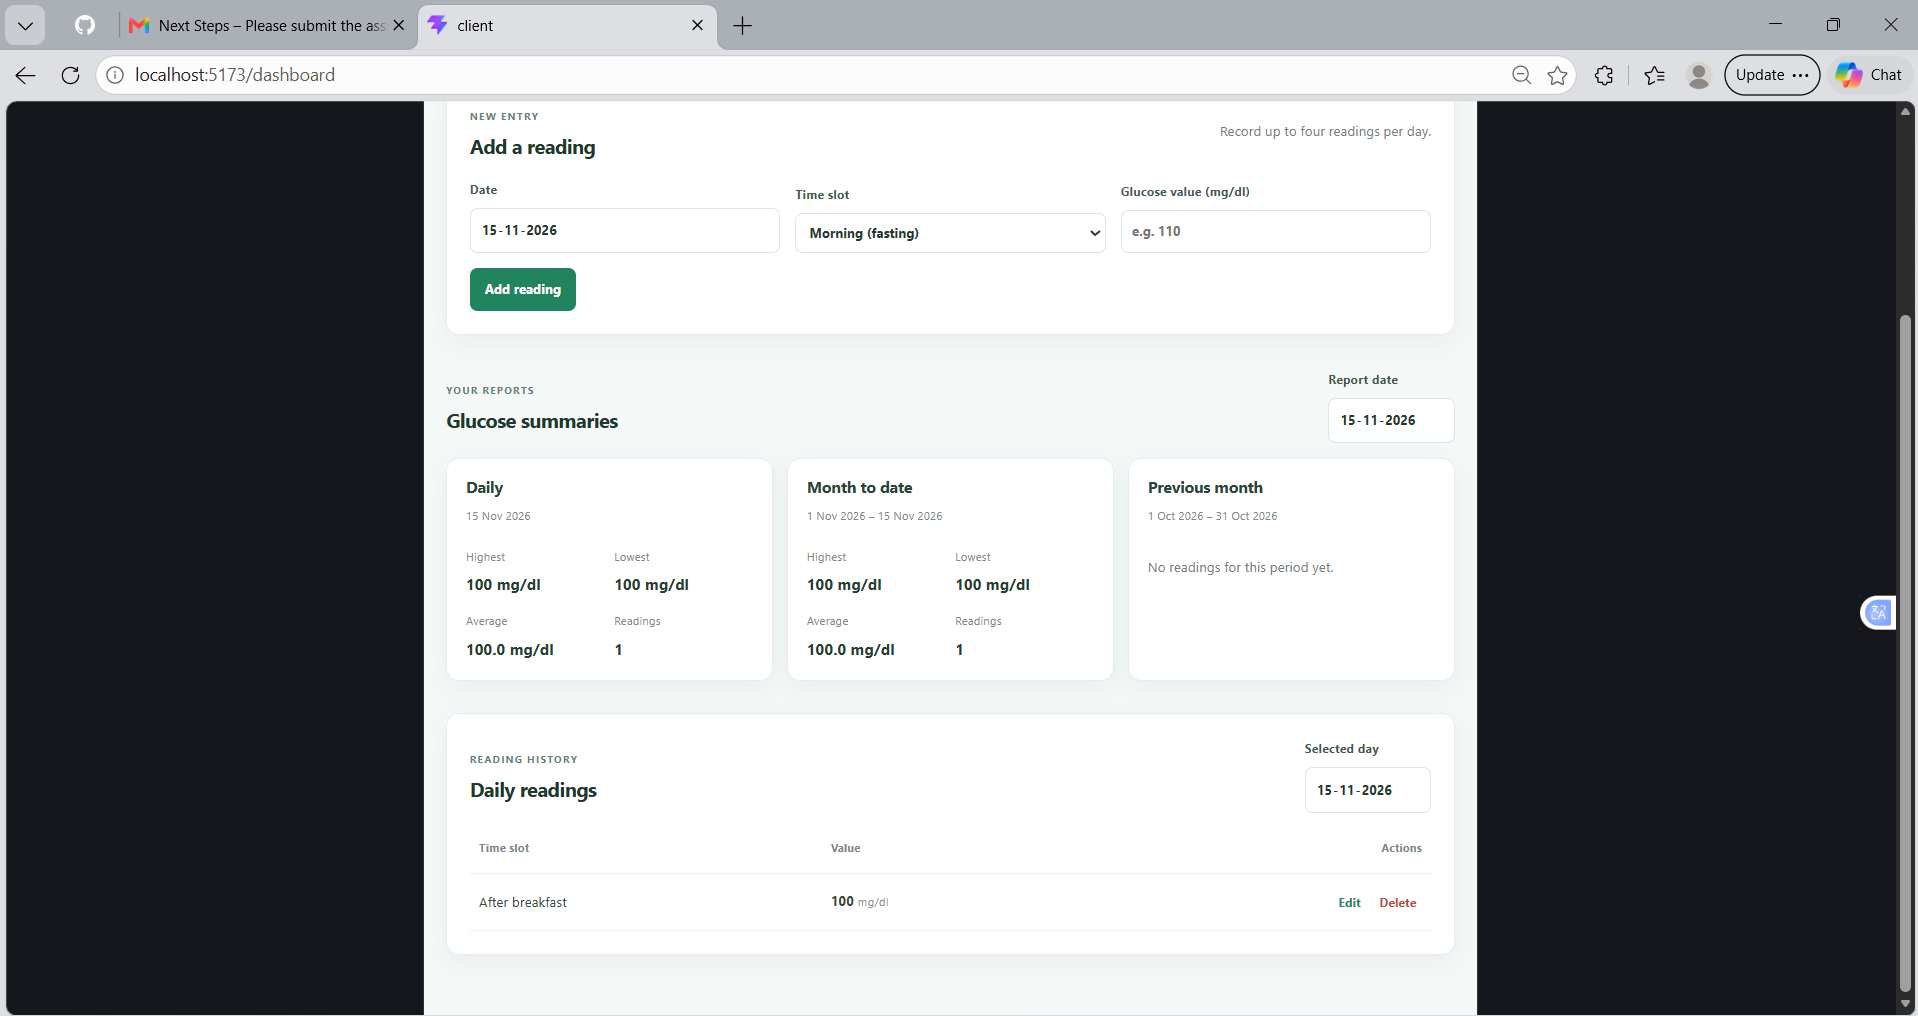 Next Steps – Please submit the ass
client
localhost:5173/dashboard
Update
Chat
NEW ENTRY
Add a reading
Record up to four readings per day.
Date
Time slot
Glucose value (mg/dl)
15-11-2026
Morning (fasting)
e.g. 110
Add reading
YOUR REPORTS
Glucose summaries
Report date
15-11-2026
Daily
15 Nov 2026
Highest
Lowest
100 mg/dl
100 mg/dl
Average
Readings
100.0 mg/dl
1
Month to date
1 Nov 2026 – 15 Nov 2026
Highest
Lowest
100 mg/dl
100 mg/dl
Average
Readings
100.0 mg/dl
1
Previous month
1 Oct 2026 – 31 Oct 2026
No readings for this period yet.
READING HISTORY
Daily readings
Selected day
15-11-2026
Time slot
Value
Actions
After breakfast
100 mg/dl
Edit
Delete